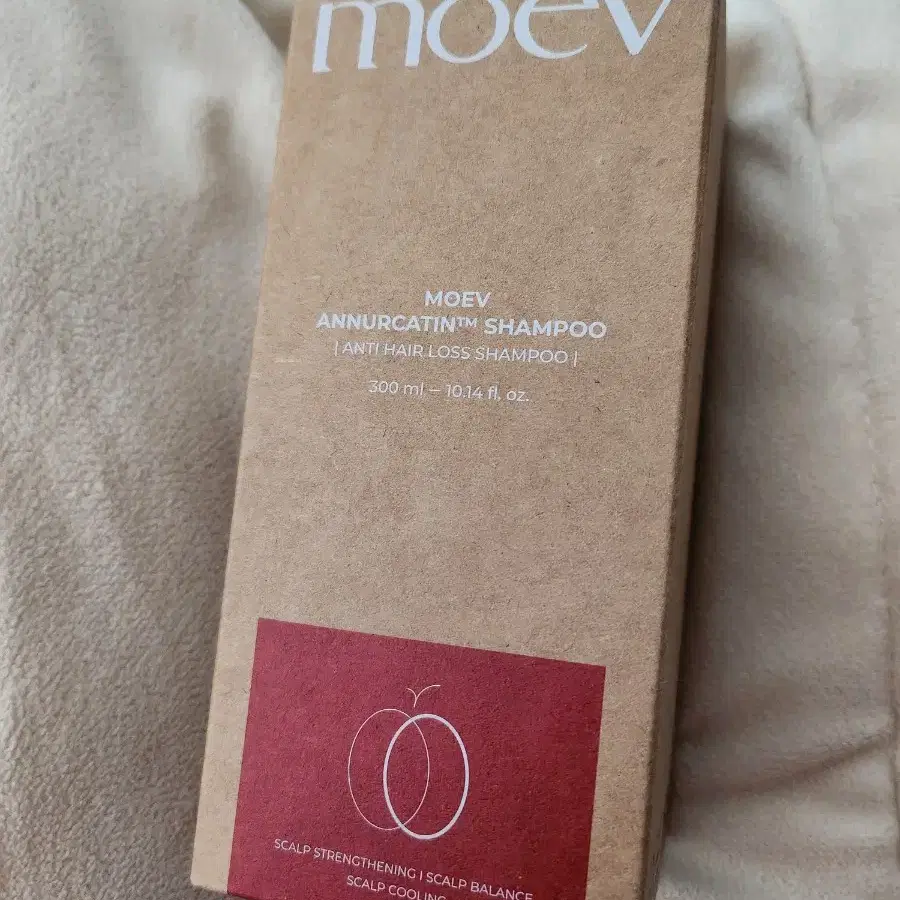 moev
MOEV
ANNURCATIN™ SHAMPOO
| ANTI HAIR LOSS SHAMPOO |
300 ml – 10.14 fl. oz.
SCALP STRENGTHENING I SCALP BALANCE
SCALP COOLING